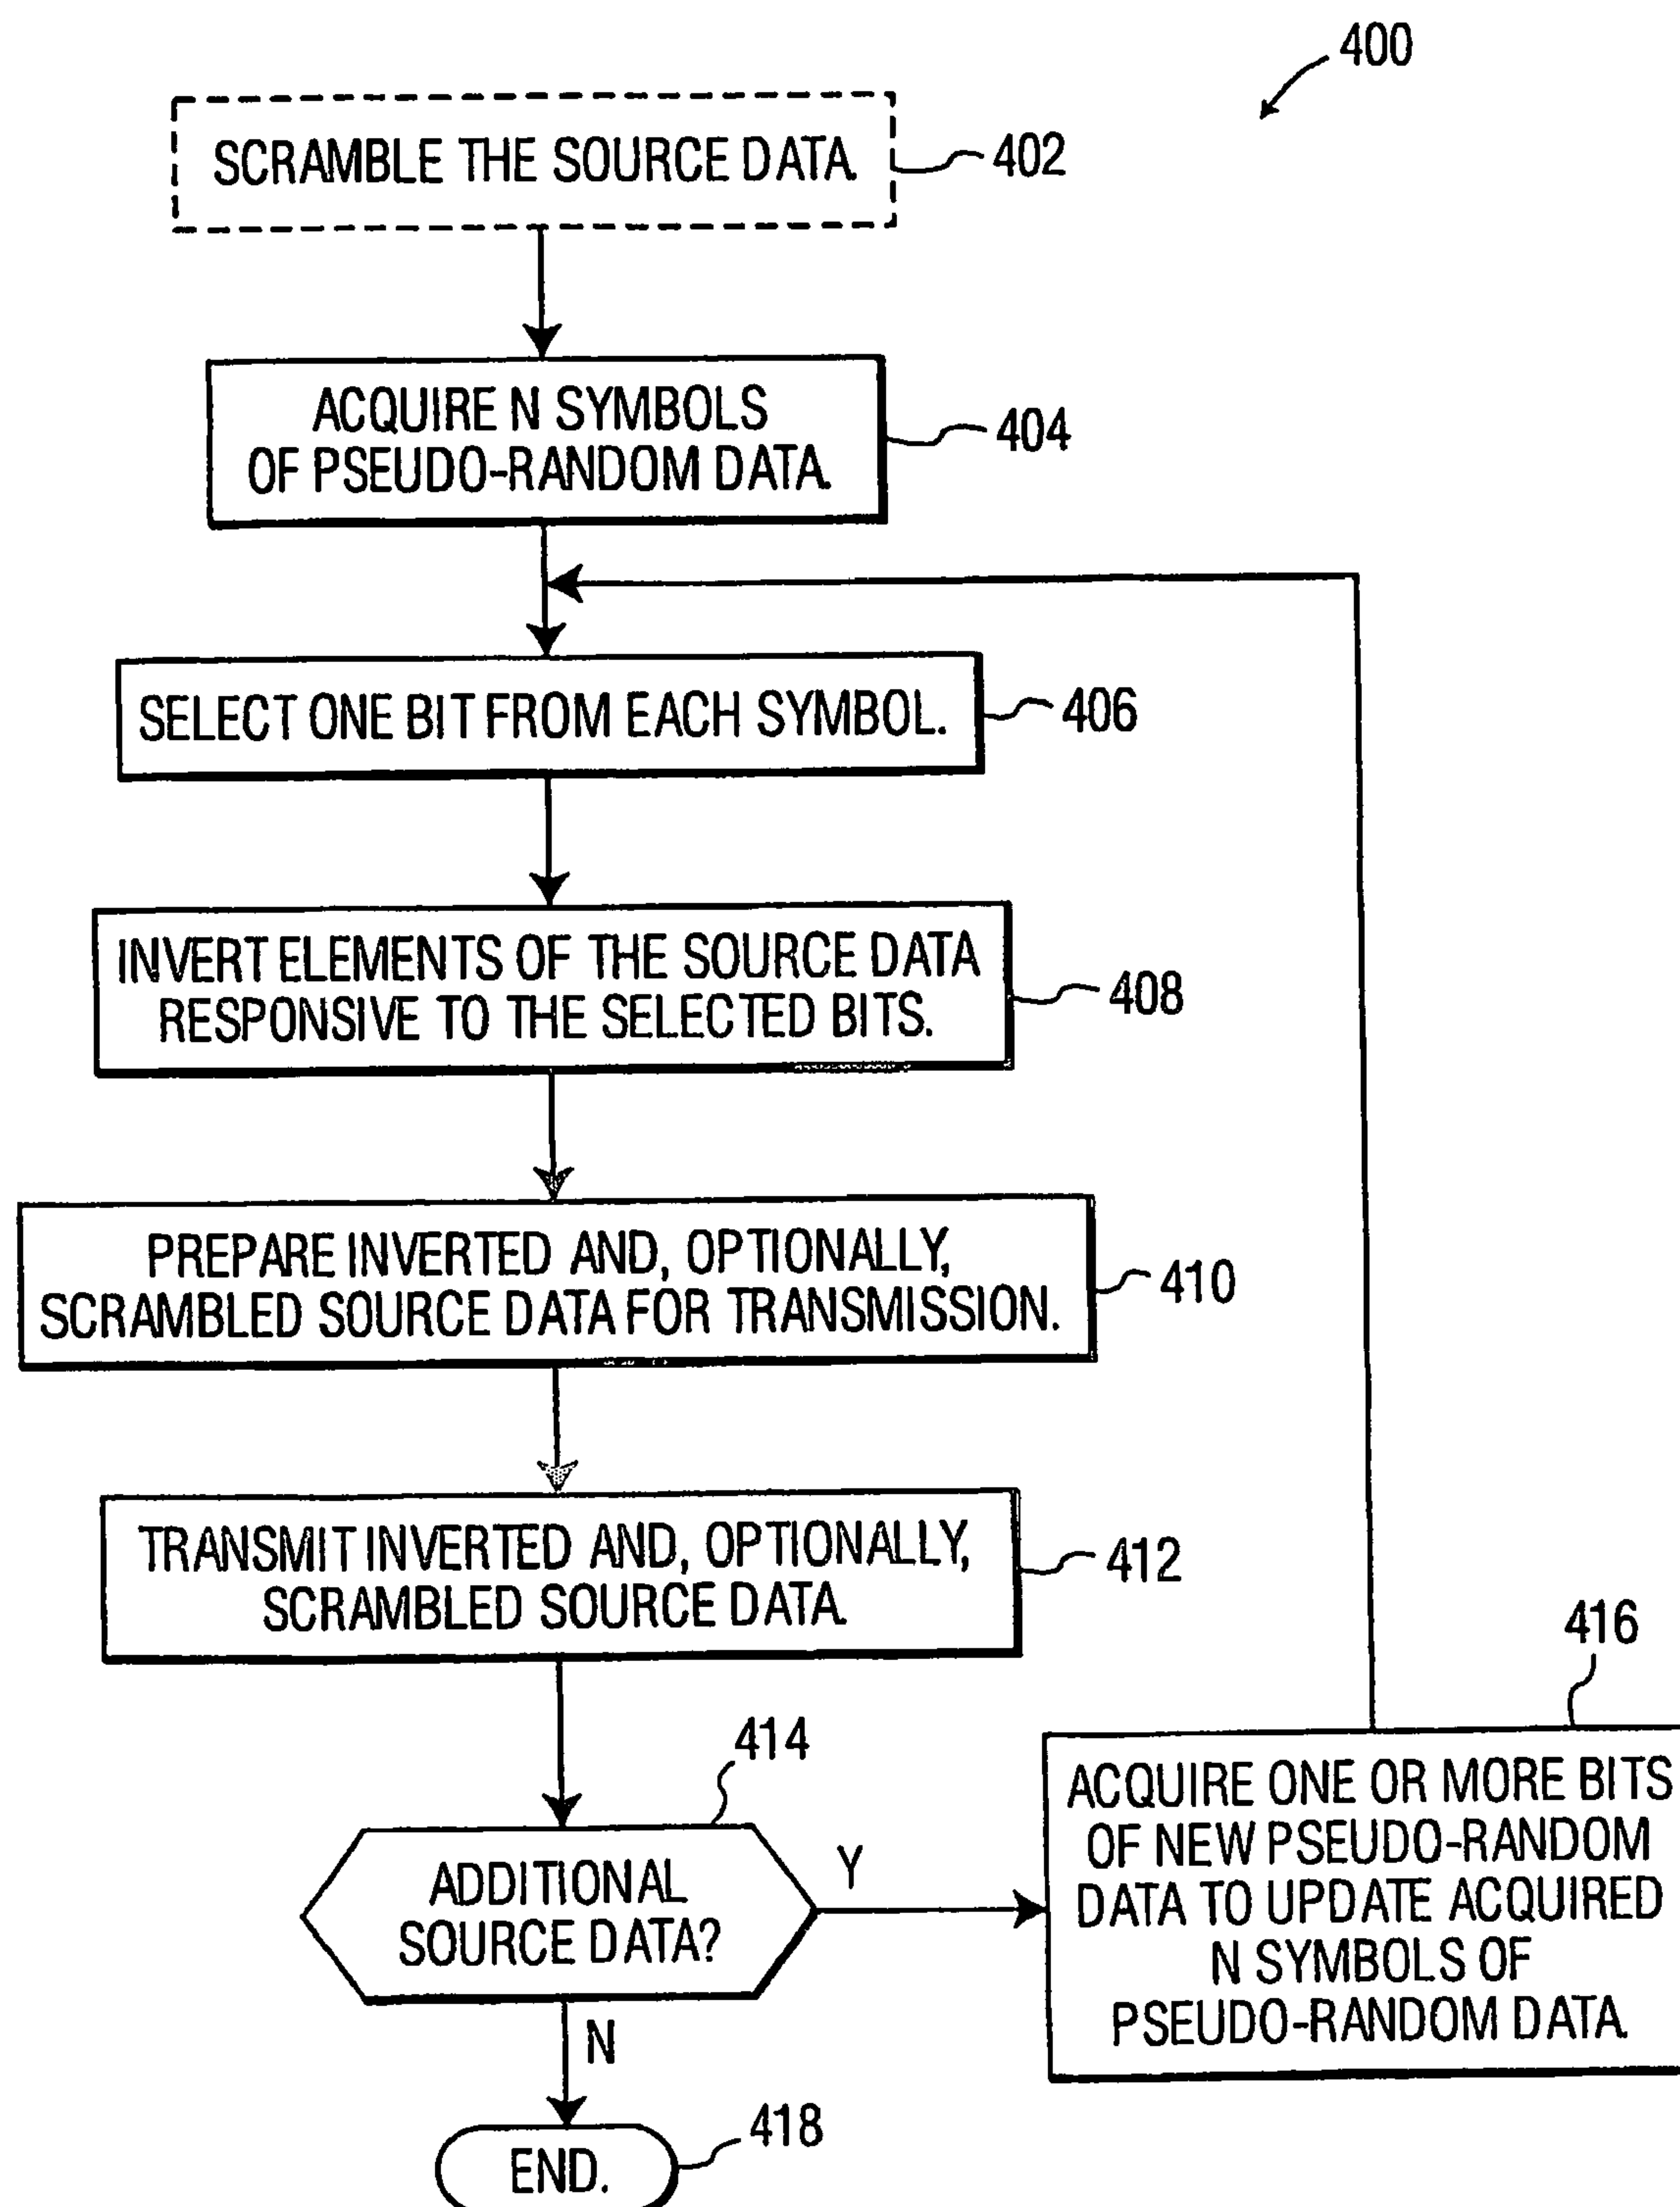 400
SCRAMBLE THE SOURCE DATA.
402
ACQUIRE N SYMBOLS
OF PSEUDO-RANDOM DATA.
404
SELECT ONE BIT FROM EACH SYMBOL.
406
INVERT ELEMENTS OF THE SOURCE DATA
RESPONSIVE TO THE SELECTED BITS.
408
PREPARE INVERTED AND, OPTIONALLY,
SCRAMBLED SOURCE DATA FOR TRANSMISSION.
410
TRANSMIT INVERTED AND, OPTIONALLY,
SCRAMBLED SOURCE DATA.
412
414
ADDITIONAL
SOURCE DATA?
Y
416
ACQUIRE ONE OR MORE BITS
OF NEW PSEUDO-RANDOM
DATA TO UPDATE ACQUIRED
N SYMBOLS OF
PSEUDO-RANDOM DATA.
N
END.
418